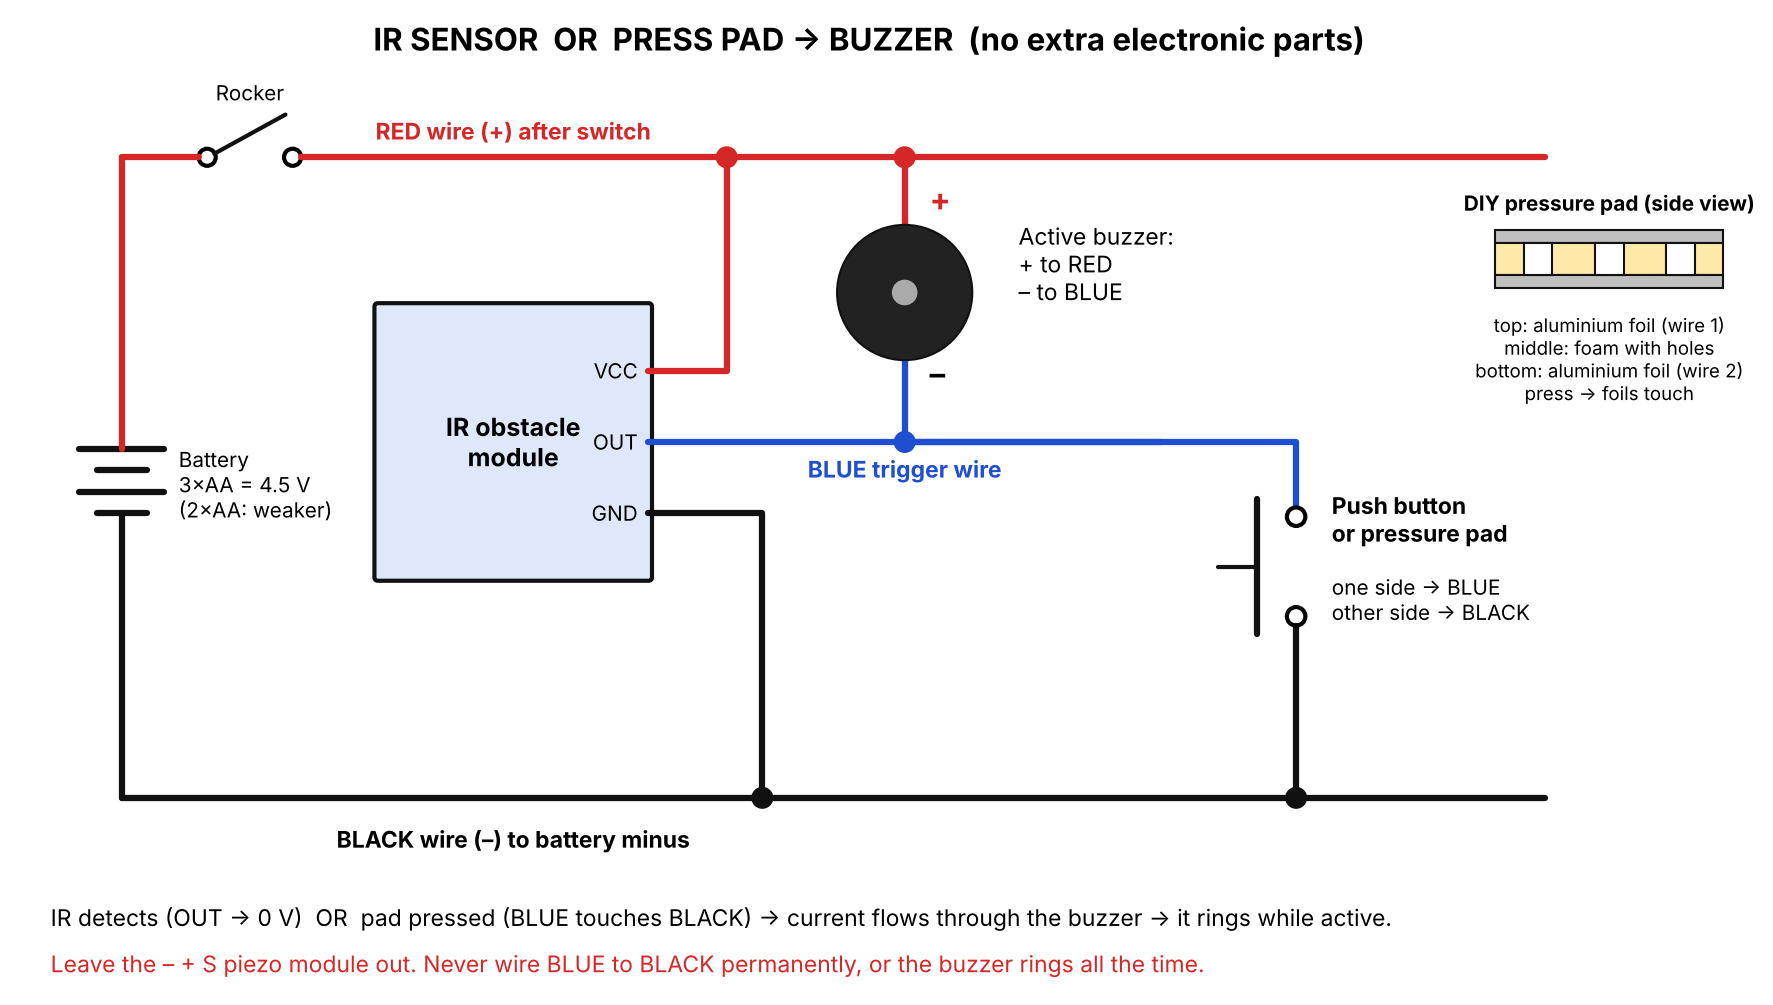 IR SENSOR OR PRESS PAD → BUZZER (no extra electronic parts)
Rocker
RED wire (+) after switch
+
DIY pressure pad (side view)
Active buzzer:
+ to RED
– to BLUE
top: aluminium foil (wire 1)
middle: foam with holes
bottom: aluminium foil (wire 2)
press → foils touch
–
VCC
IR obstacle
module
OUT
GND
BLUE trigger wire
Battery
3×AA = 4.5 V
(2×AA: weaker)
Push button
or pressure pad
one side → BLUE
other side → BLACK
BLACK wire (–) to battery minus
IR detects (OUT → 0 V) OR pad pressed (BLUE touches BLACK) → current flows through the buzzer → it rings while active.
Leave the – + S piezo module out. Never wire BLUE to BLACK permanently, or the buzzer rings all the time.